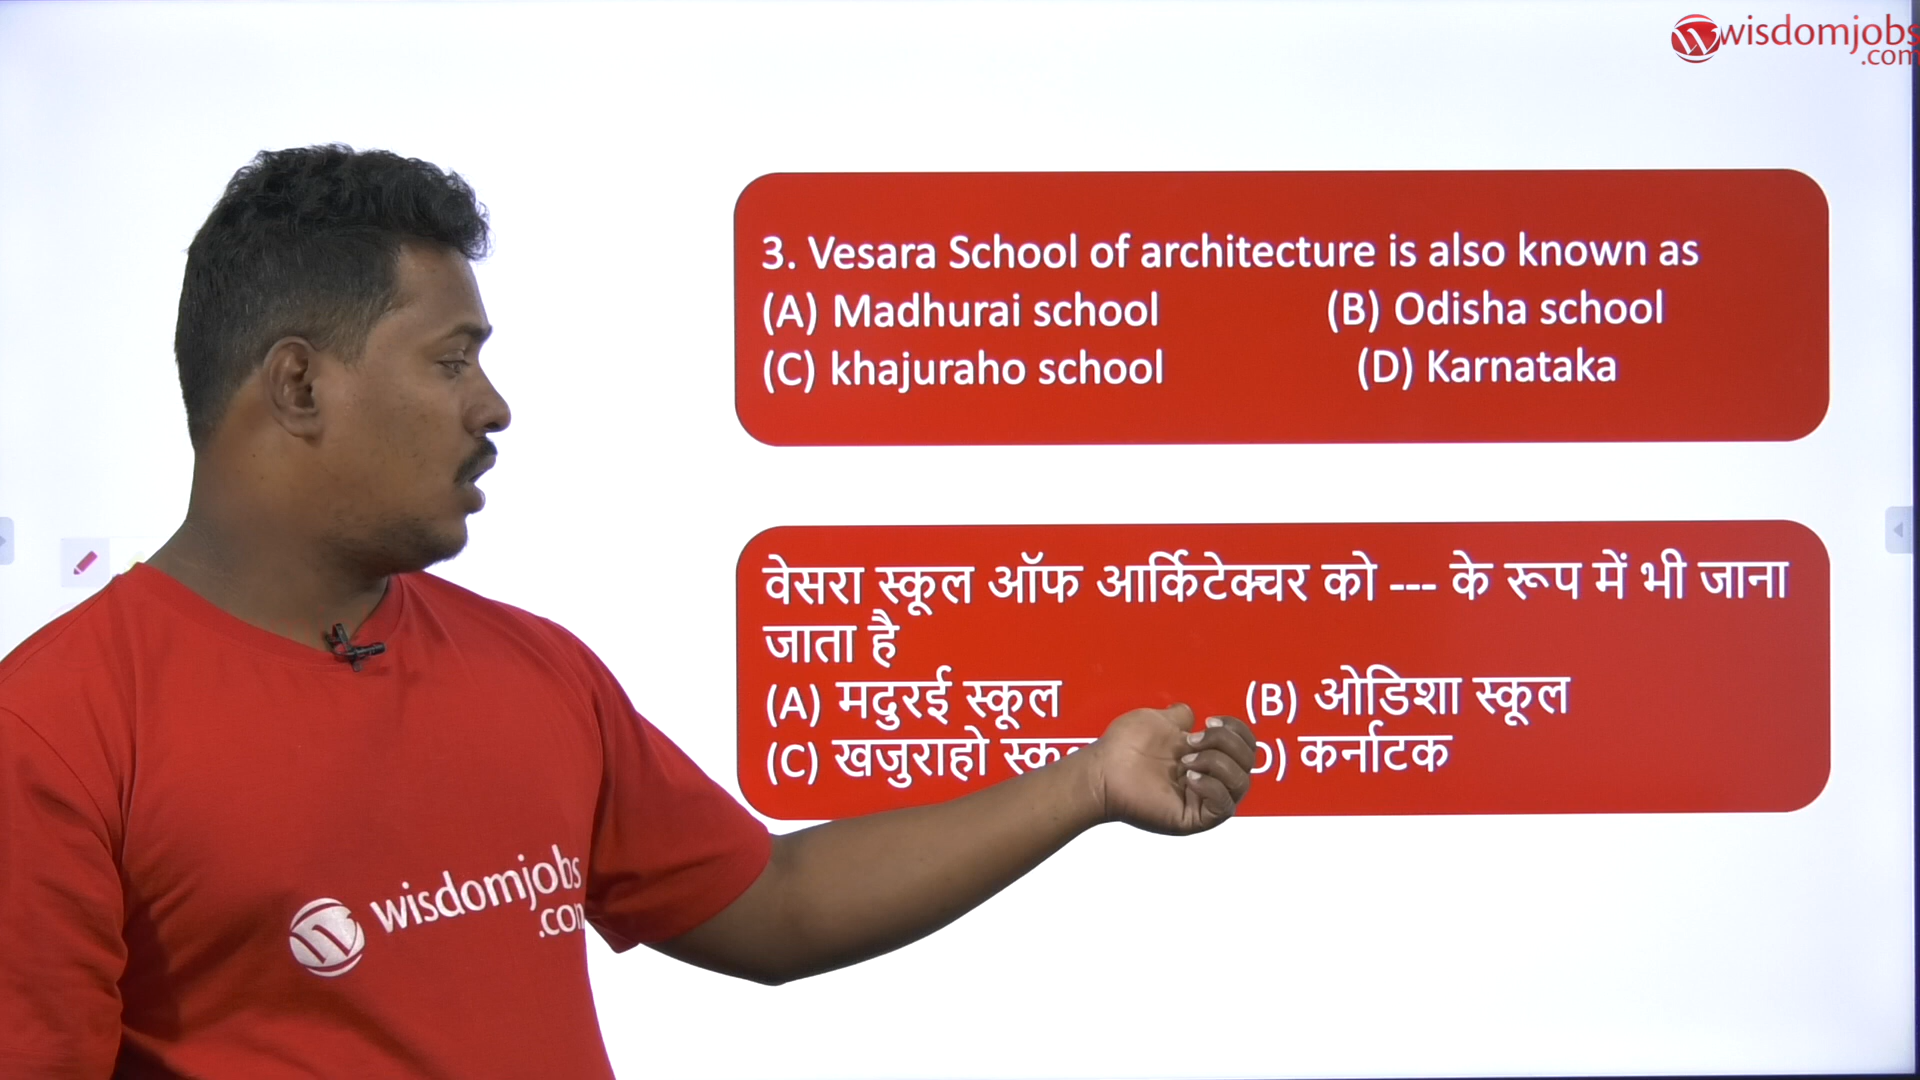 wisdomjobs
.com
3. Vesara School of architecture is also known as
(A) Madhurai school (B) Odisha school
(C) khajuraho school (D) Karnataka
वेसरा स्कूल ऑफ आर्किटेक्चर को --- के रूप में भी जाना
जाता है
(A) मदुरई स्कूल (B) ओडिशा स्कूल
(C) खजुराहो D) कर्नाटक
wisdomjobs
.com